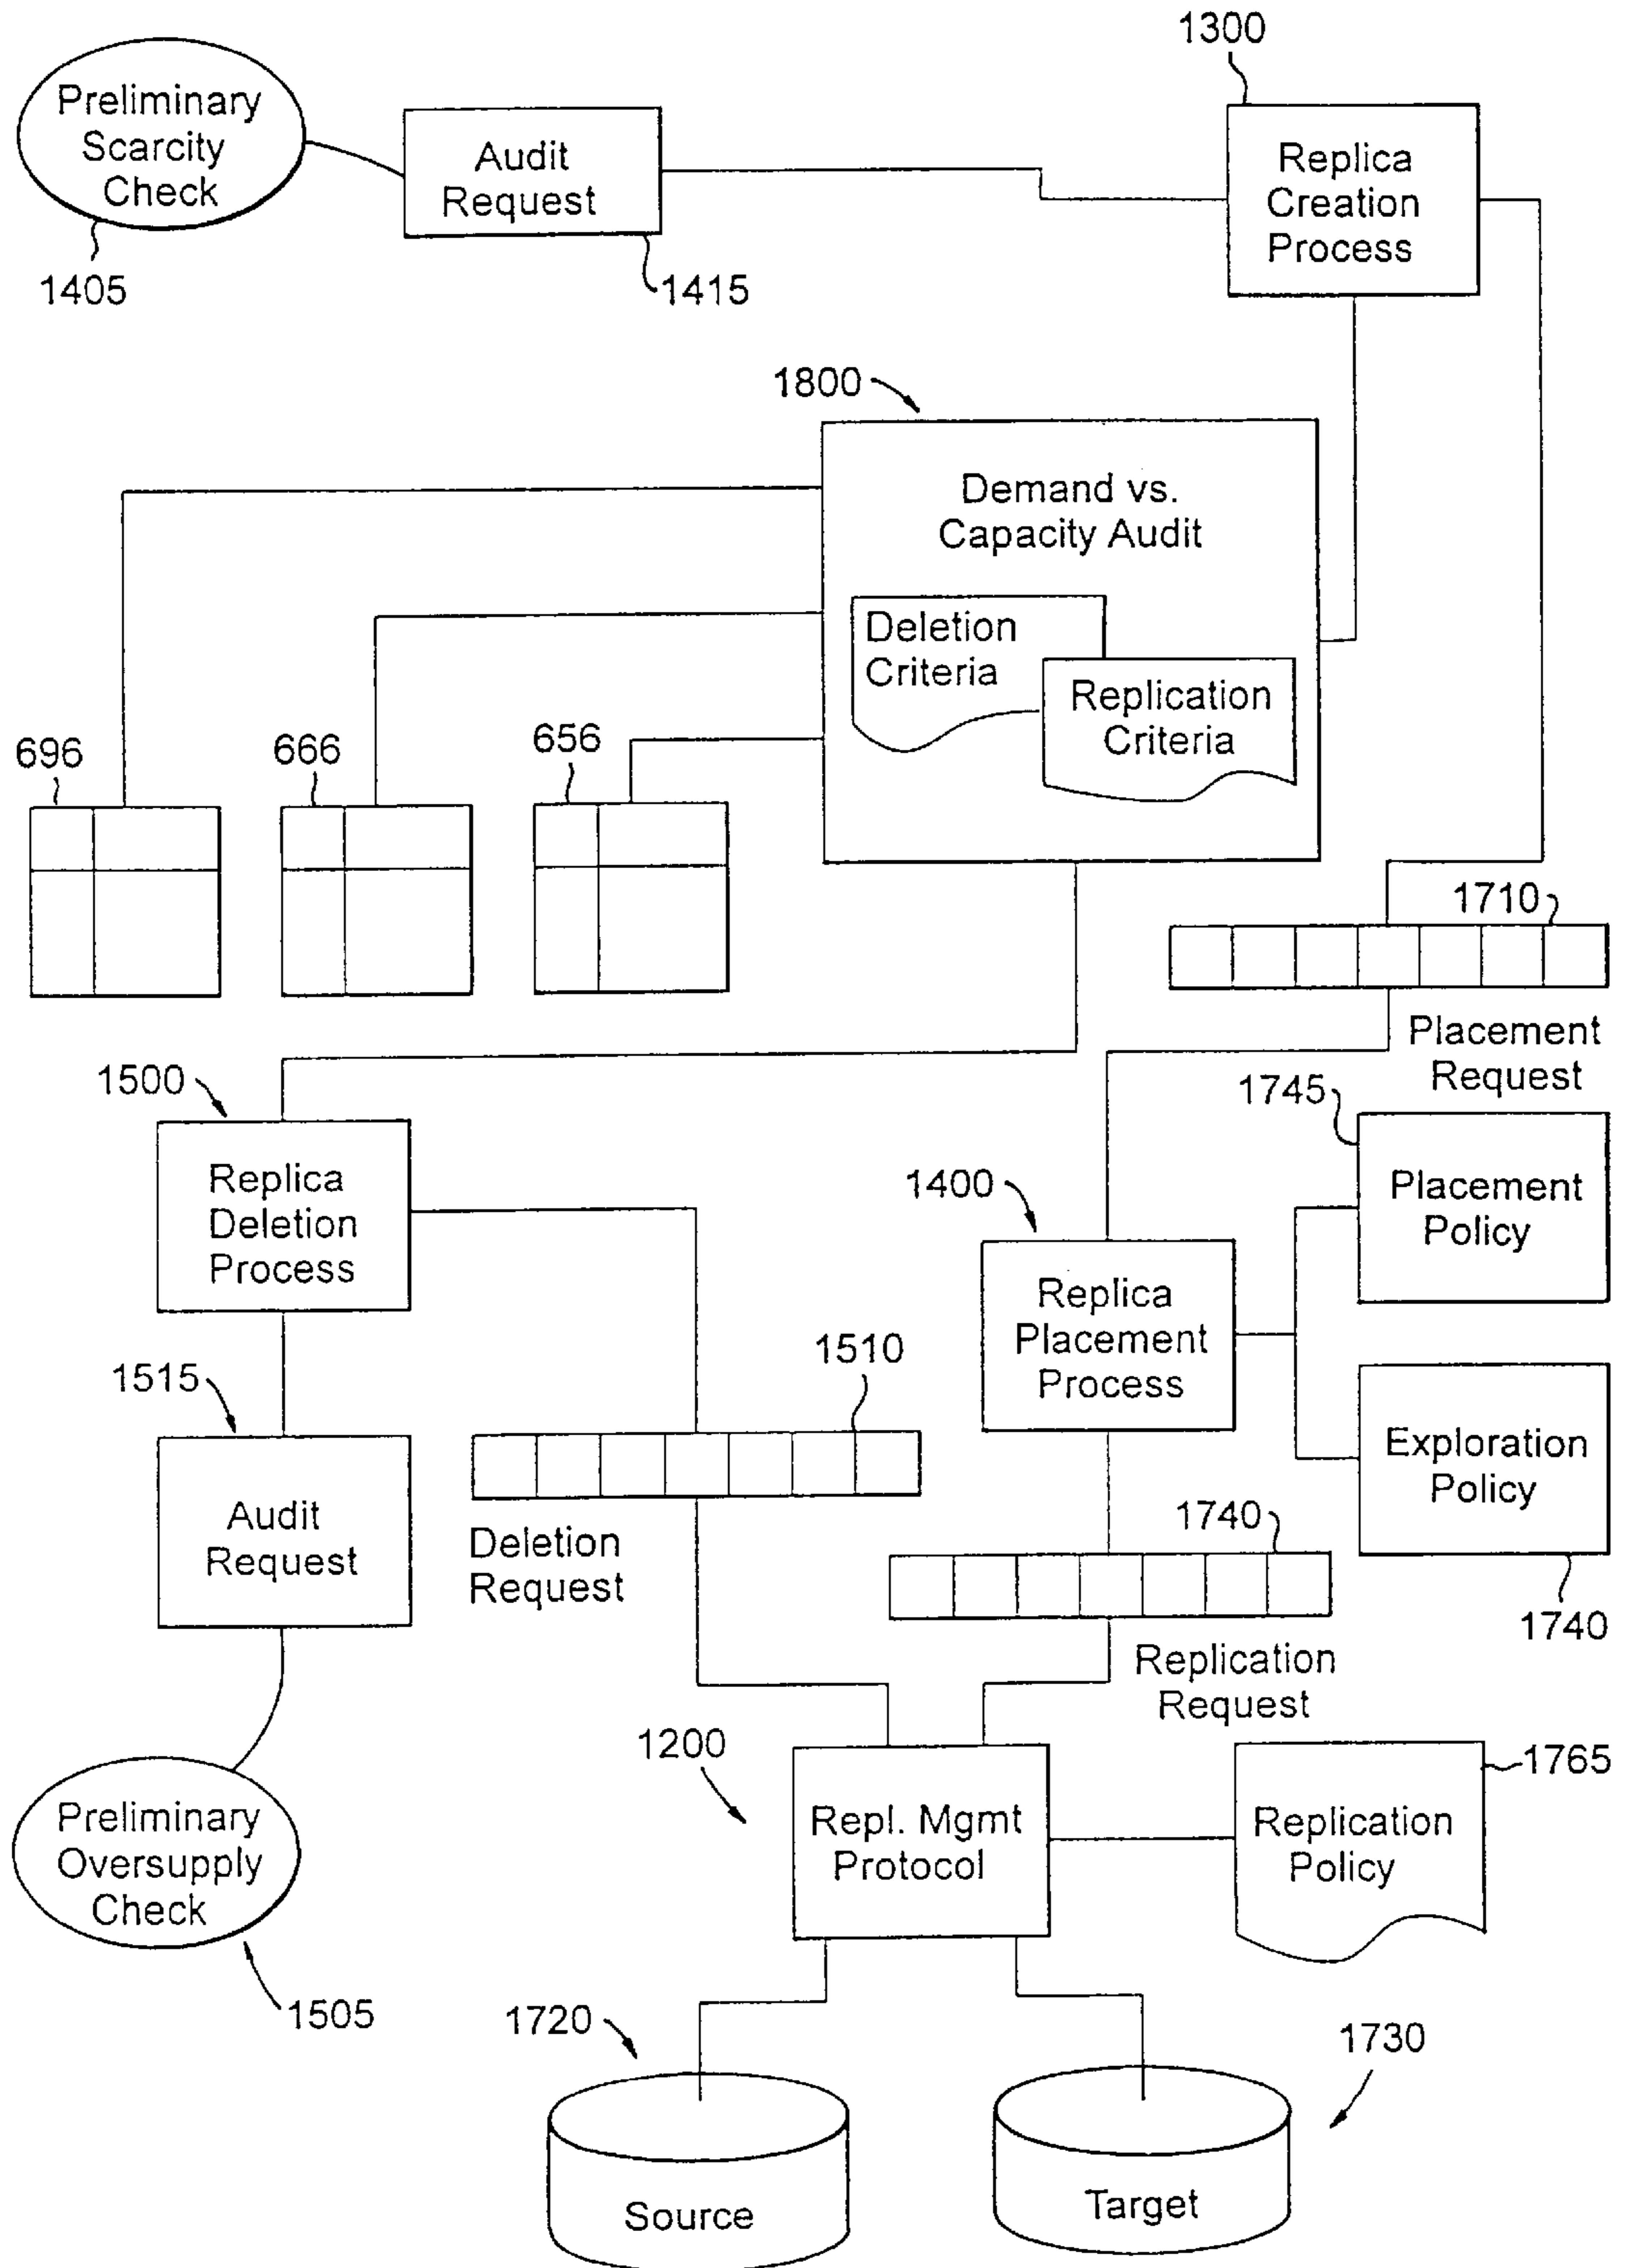 1300
Preliminary
Scarcity
Check
Audit
Request
Replica
Creation
Process
1405
1415
1800
Demand vs.
Capacity Audit
Deletion
Criteria
Replication
Criteria
696
666
656
1710
Placement
Request
1500
1745
Replica
Deletion
Process
1400
Placement
Policy
Replica
Placement
Process
1515
1510
Exploration
Policy
Audit
Request
Deletion
Request
1740
1740
Replication
Request
1200
1765
Preliminary
Oversupply
Check
Repl. Mgmt
Protocol
Replication
Policy
1505
1720
1730
Source
Target